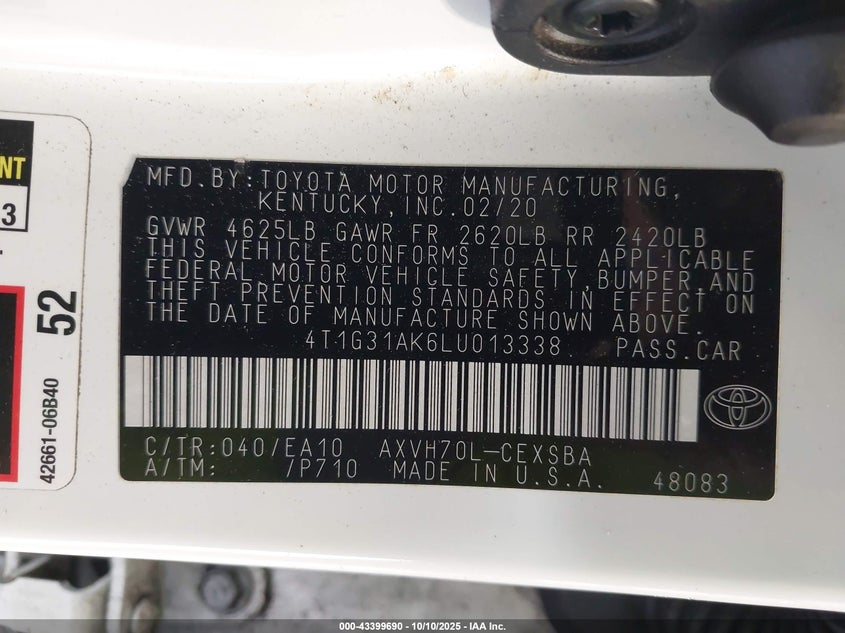 NT
3
52
42661-06B40
MFD.BY:TOYOTA MOTOR MANUFACTURING,
KENTUCKY,INC.02/20
GVWR 4625LB GAWR FR 2620LB RR 2420LB
THIS VEHICLE CONFORMS TO ALL APPLICABLE
FEDERAL MOTOR VEHICLE SAFETY,BUMPER,AND
THEFT PREVENTION STANDARDS IN EFFECT ON
THE DATE OF MANUFACTURE SHOWN ABOVE.
4T1G31AK6LU013338 PASS.CAR
C/TR:040/EA10 AXVH70L-CEXSBA
A/TM: /P710 MADE IN U.S.A. 48083
000-43399690 - 10/10/2025 - IAA Inc.